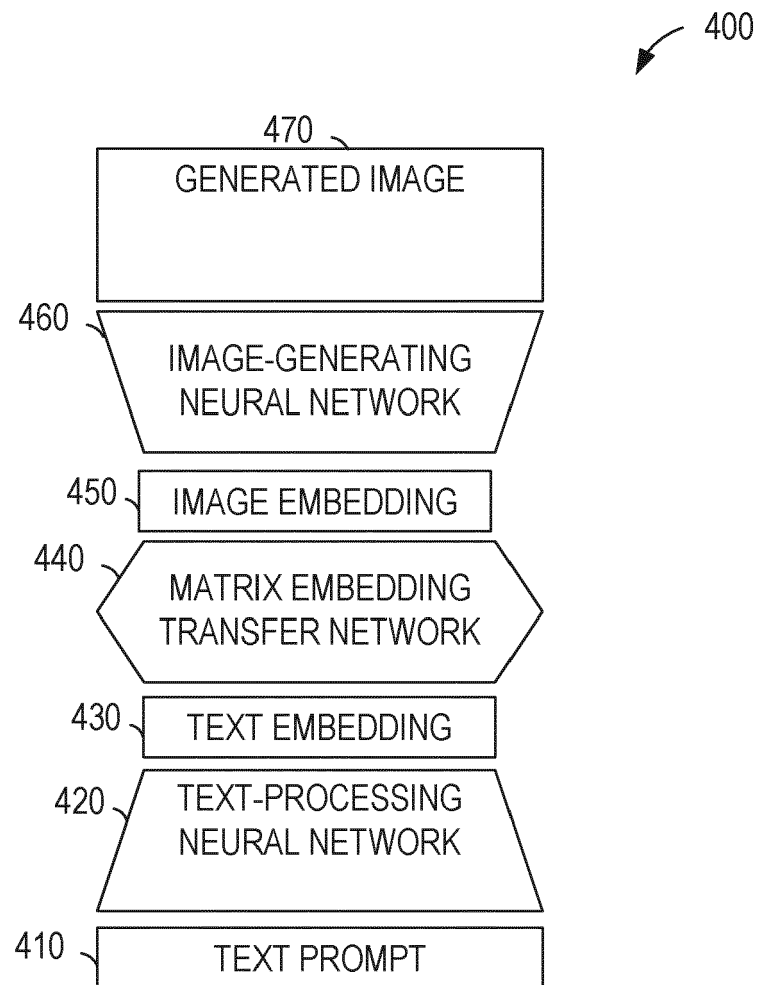 400
470
GENERATED IMAGE
460
IMAGE-GENERATING
NEURAL NETWORK
450
IMAGE EMBEDDING
440
MATRIX EMBEDDING
TRANSFER NETWORK
430
TEXT EMBEDDING
420
TEXT-PROCESSING
NEURAL NETWORK
410
TEXT PROMPT